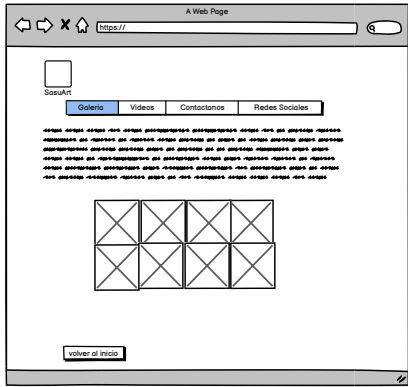 A Web Page
https://
SasuArt
Galeria Videos Contactanos Redes Sociales
volver al inicio